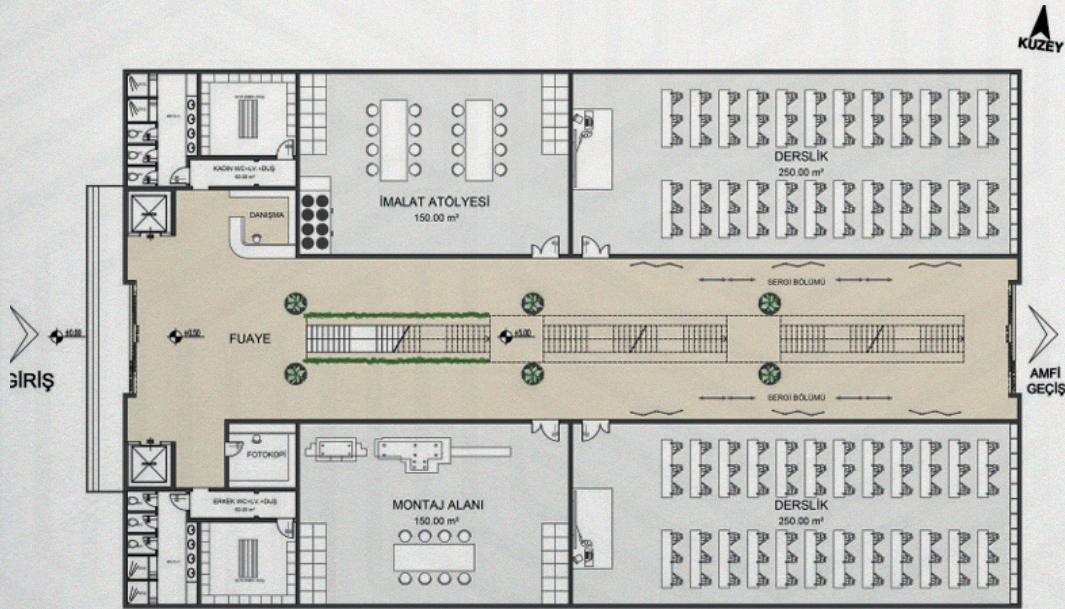 KUZEY
KADIN WC+LV.+DUŞ
DANIŞMA
İMALAT ATÖLYESİ
150.00 m²
DERSLİK
250.00 m²
SERGİ BÖLÜMÜ
±0.00
+0.50
FUAYE
+5.00
GİRİŞ
AMFİ
GEÇİŞ
SERGİ BÖLÜMÜ
FOTOKOPİ
ERKEK WC+LV.+DUŞ
MONTAJ ALANI
150.00 m²
DERSLİK
250.00 m²